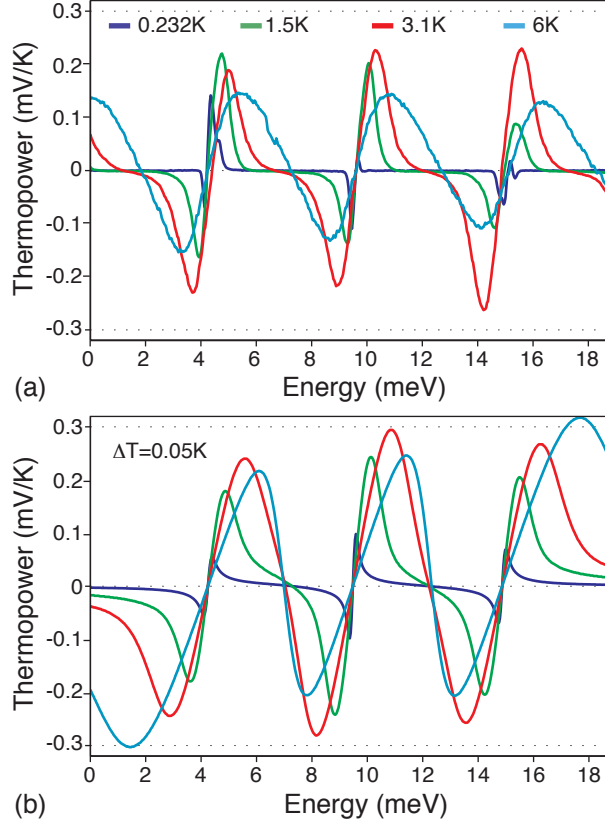 0.232K 1.5K 3.1K 6K
0.3
0.2
0.1
0
-0.1
-0.2
-0.3
Thermopower (mV/K)
0 2 4 6 8 10 12 14 16 18
Energy (meV)
(a)
ΔT=0.05K
0.3
0.2
0.1
0
-0.1
-0.2
-0.3
Thermopower (mV/K)
0 2 4 6 8 10 12 14 16 18
Energy (meV)
(b)